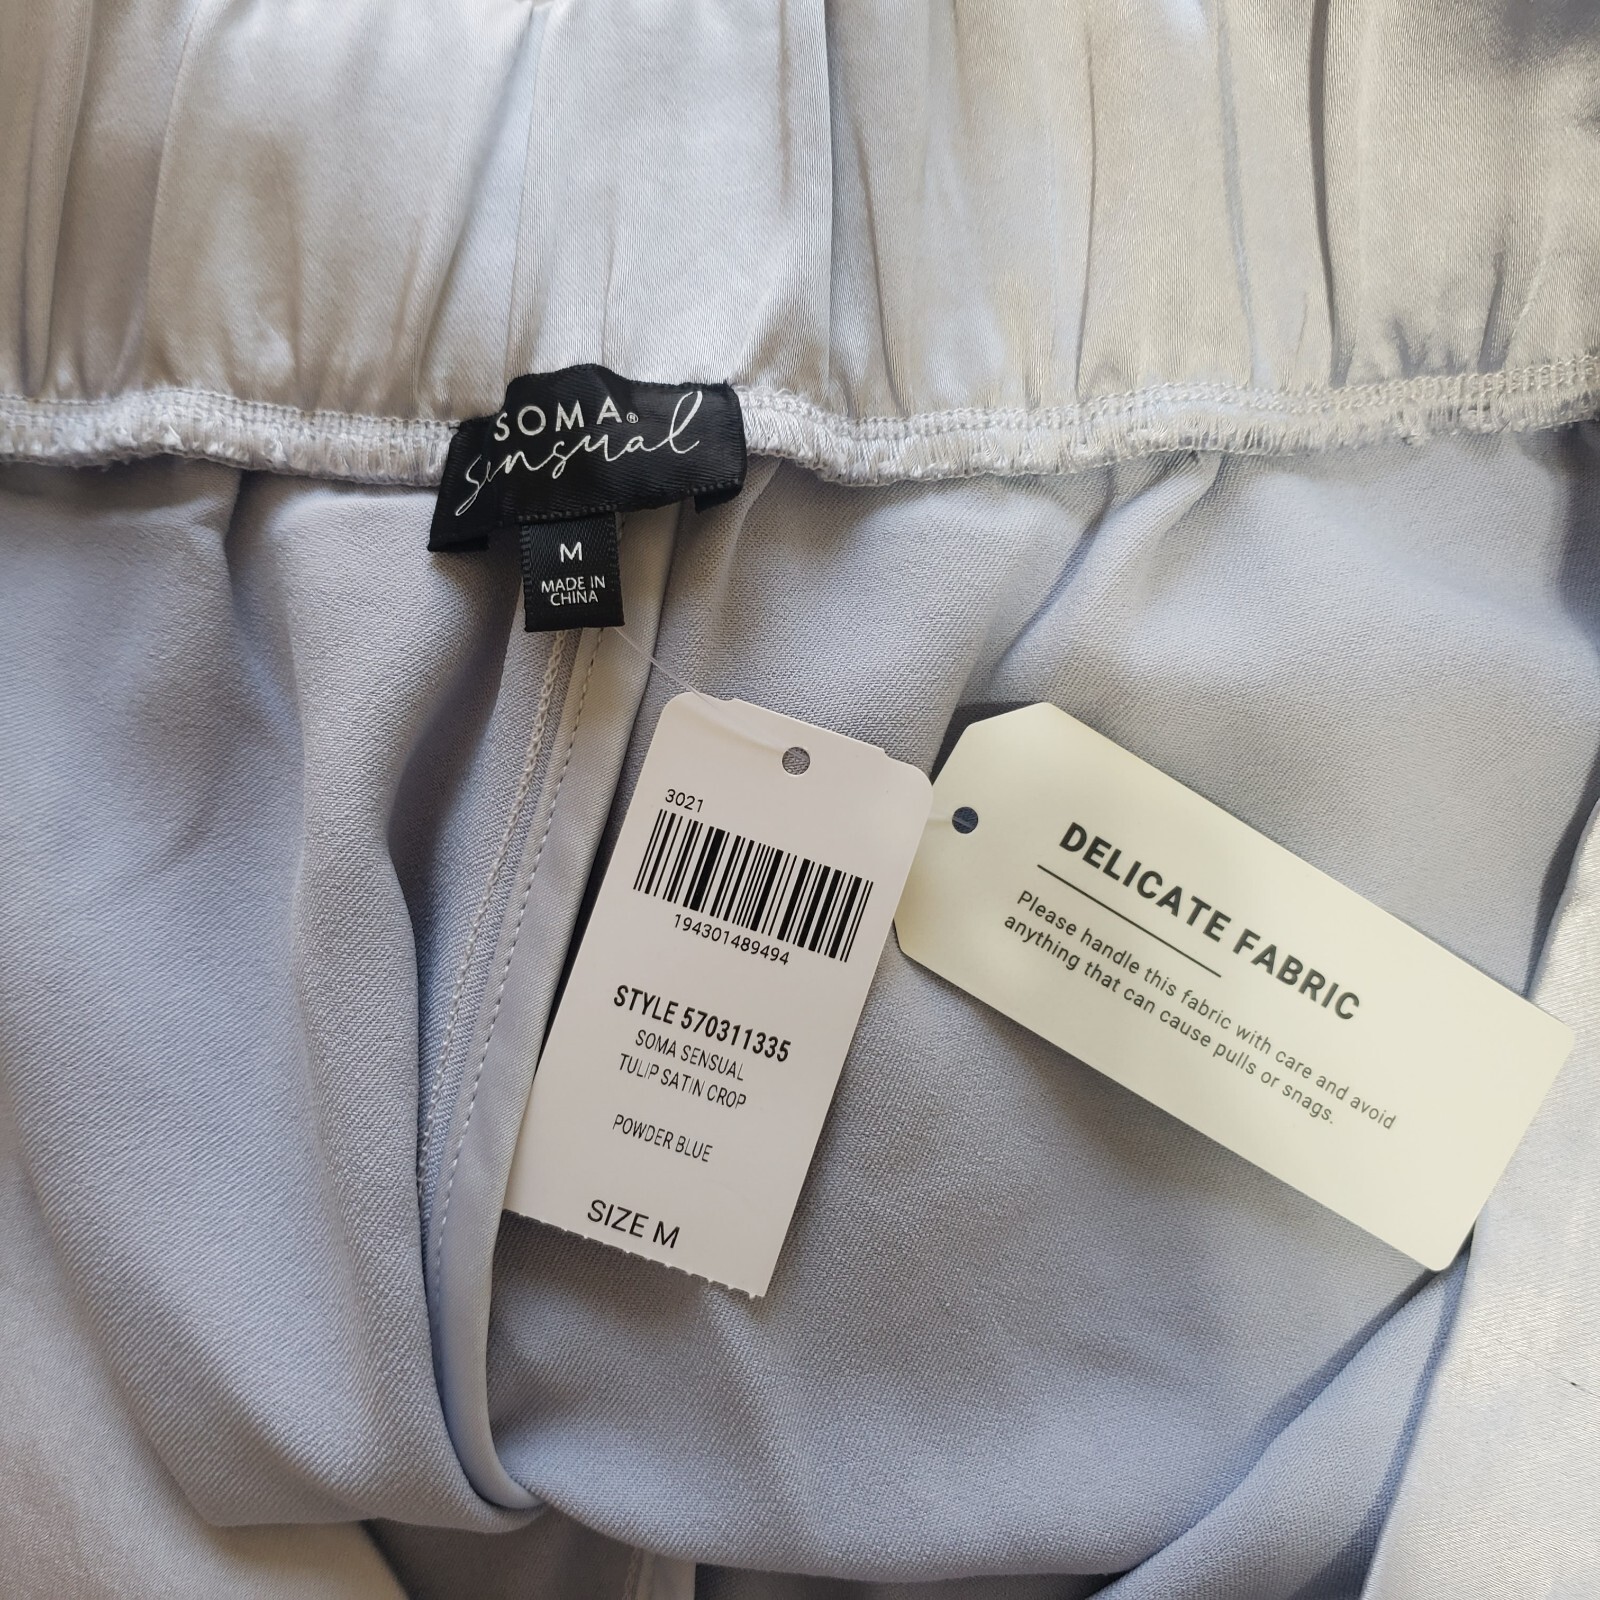 SOMA®
sensual
M
MADE IN
CHINA
3021
194301489494
STYLE 570311335
SOMA SENSUAL
TULIP SATIN CROP
POWDER BLUE
SIZE M
DELICATE FABRIC
Please handle this fabric with care and avoid
anything that can cause pulls or snags.